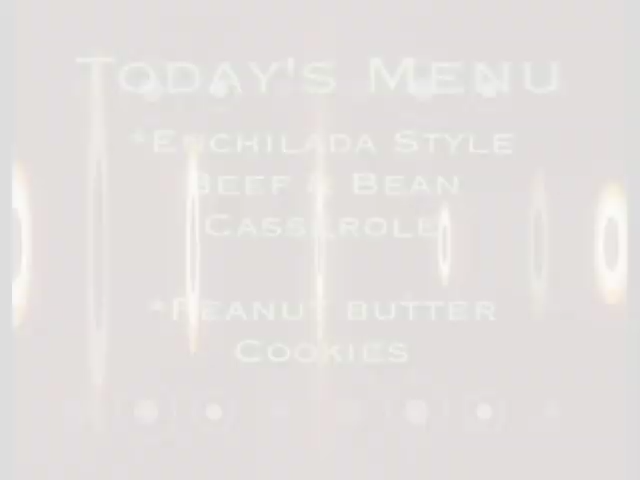 Today's Menu
*Enchilada Style
Beef & Bean
Casserole
*Peanut butter
Cookies